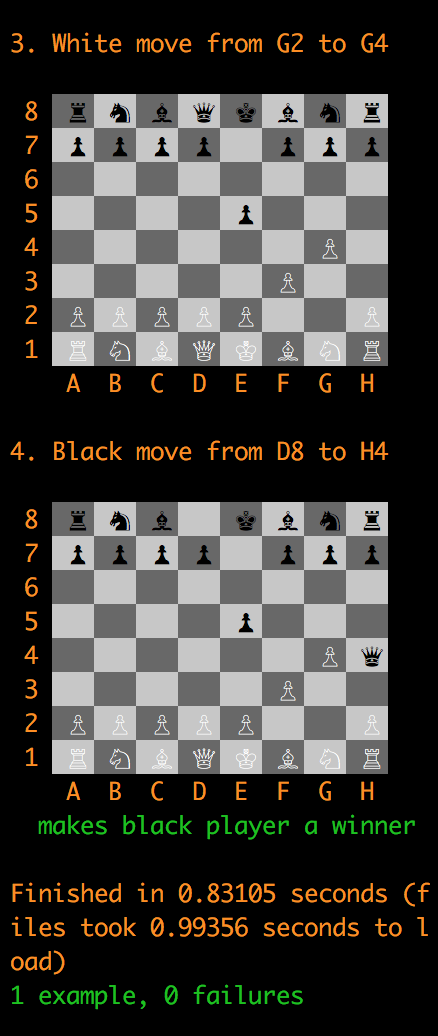 3. White move from G2 to G4
8 ♜ ♞ ♝ ♛ ♚ ♝ ♞ ♜
7 ♟ ♟ ♟ ♟ ♟ ♟ ♟
6
5 ♟
4 ♙
3 ♙
2 ♙ ♙ ♙ ♙ ♙ ♙
1 ♖ ♘ ♗ ♕ ♔ ♗ ♘ ♖
A B C D E F G H
4. Black move from D8 to H4
8 ♜ ♞ ♝ ♚ ♝ ♞ ♜
7 ♟ ♟ ♟ ♟ ♟ ♟ ♟
6
5 ♟
4 ♙ ♛
3 ♙
2 ♙ ♙ ♙ ♙ ♙ ♙
1 ♖ ♘ ♗ ♕ ♔ ♗ ♘ ♖
A B C D E F G H
makes black player a winner
Finished in 0.83105 seconds (f
iles took 0.99356 seconds to l
oad)
1 example, 0 failures